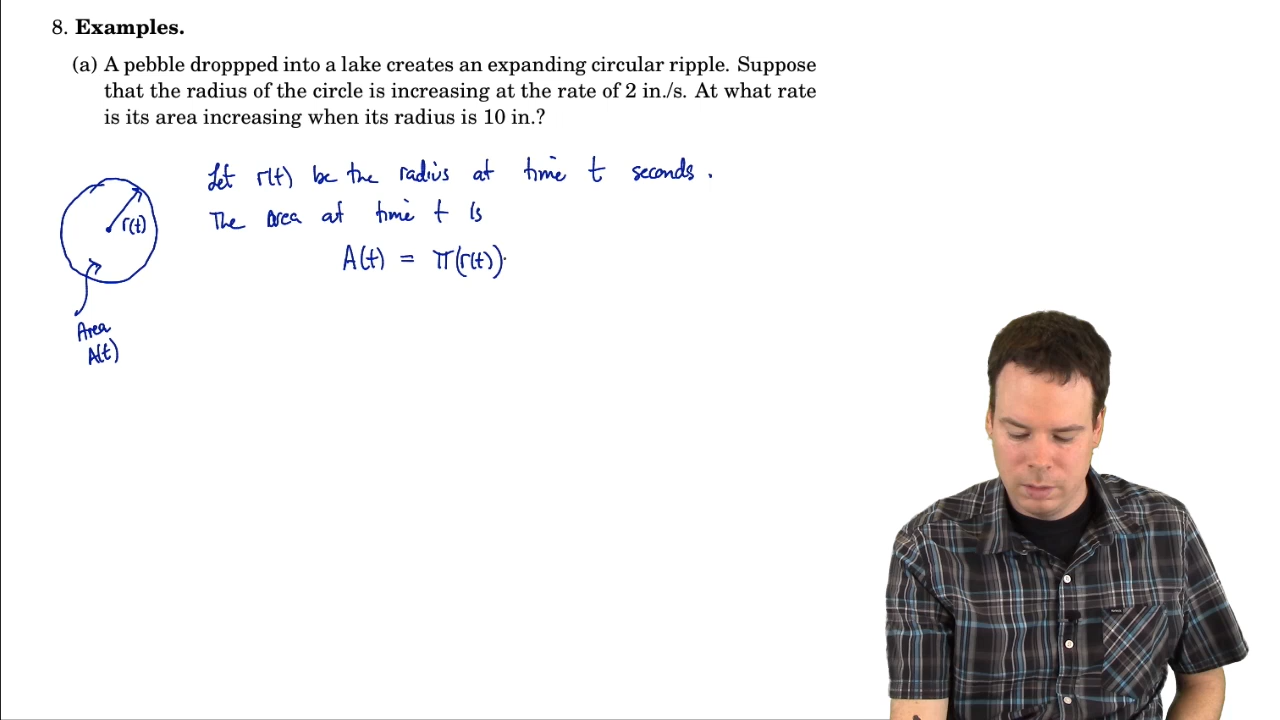 8. Examples.
(a) A pebble droppped into a lake creates an expanding circular ripple. Suppose
that the radius of the circle is increasing at the rate of 2 in./s. At what rate
is its area increasing when its radius is 10 in.?
Let r(t) be the radius at time t seconds.
The area at time t is
r(t)
A(t) = π(r(t))
Area
A(t)